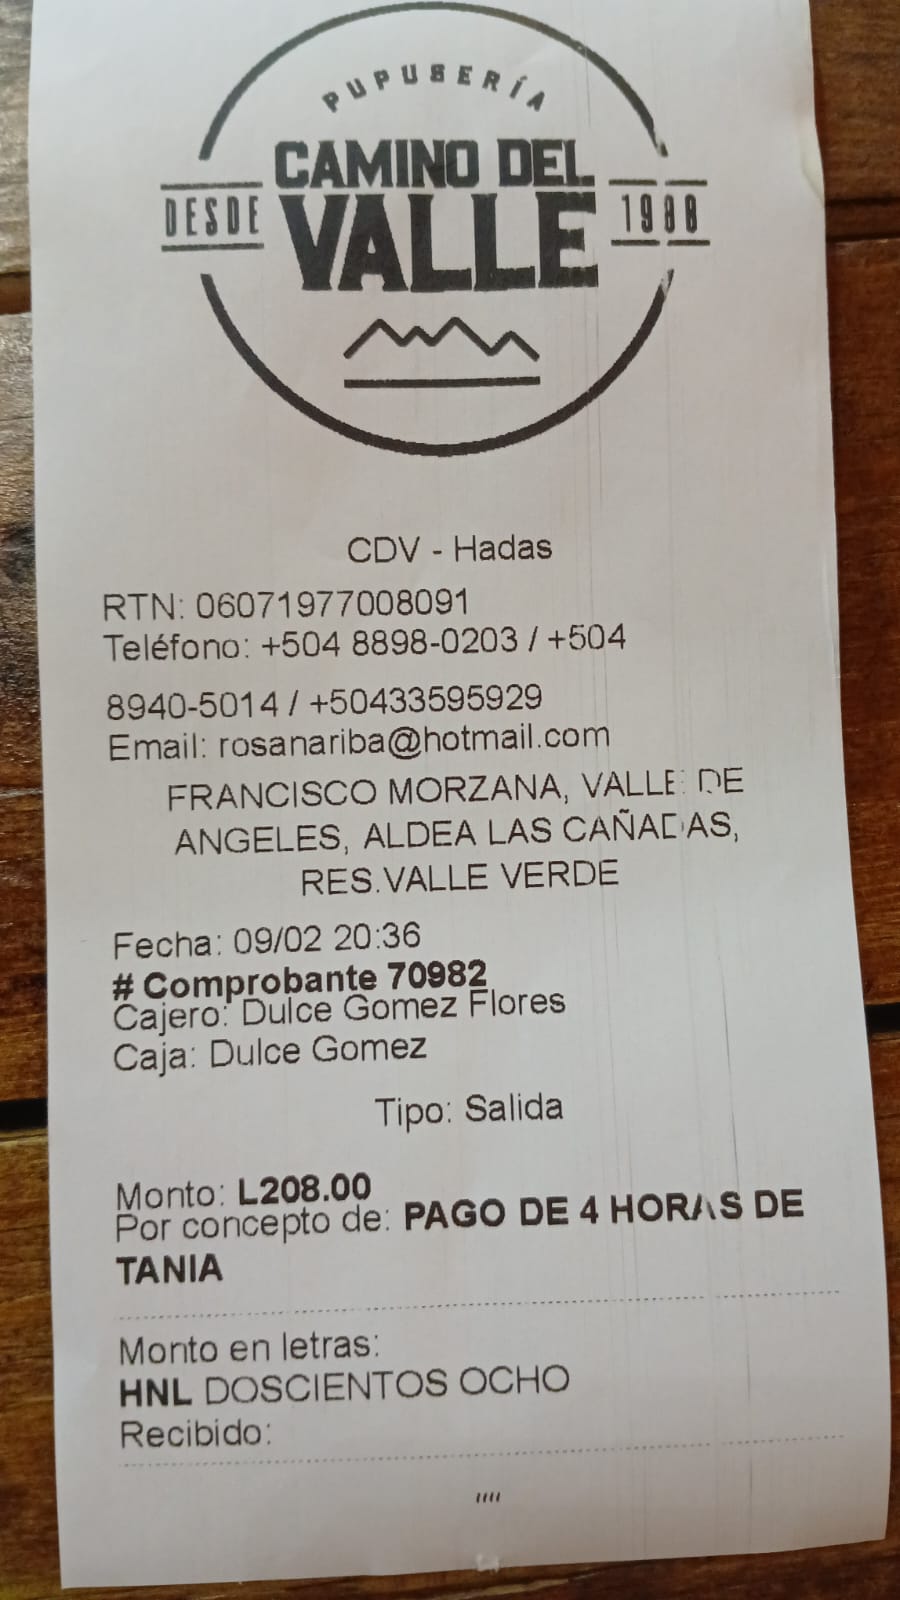 PUPUSERÍA
CAMINO DEL
DESDE VALLE 1988
CDV - Hadas
RTN: 06071977008091
Teléfono: +504 8898-0203 / +504
8940-5014 / +50433595929
Email: rosanariba@hotmail.com
FRANCISCO MORZANA, VALLE DE
ANGELES, ALDEA LAS CAÑADAS,
RES.VALLE VERDE
Fecha: 09/02 20:36
# Comprobante 70982
Cajero: Dulce Gomez Flores
Caja: Dulce Gomez
Tipo: Salida
Monto: L208.00
Por concepto de: PAGO DE 4 HORAS DE
TANIA
Monto en letras:
HNL DOSCIENTOS OCHO
Recibido:
////